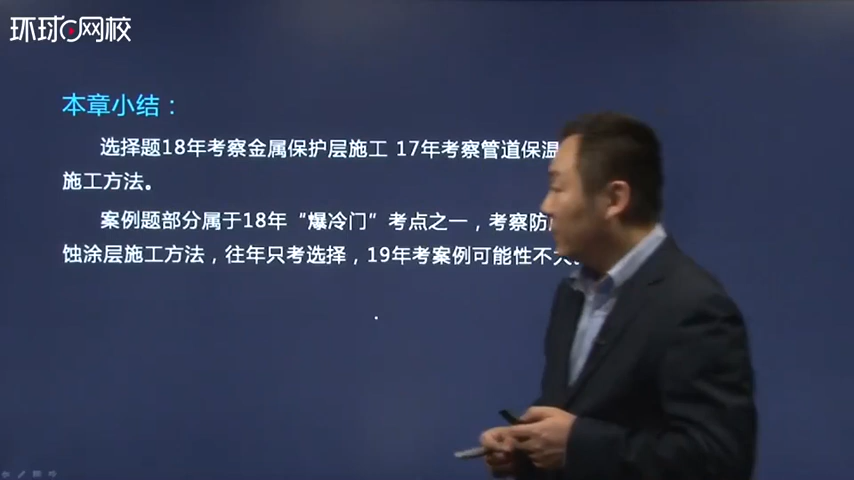 环球网校
本章小结：
选择题18年考察金属保护层施工 17年考察管道保温
施工方法。
案例题部分属于18年“爆冷门”考点之一，考察防
蚀涂层施工方法，往年只考选择，19年考案例可能性不大